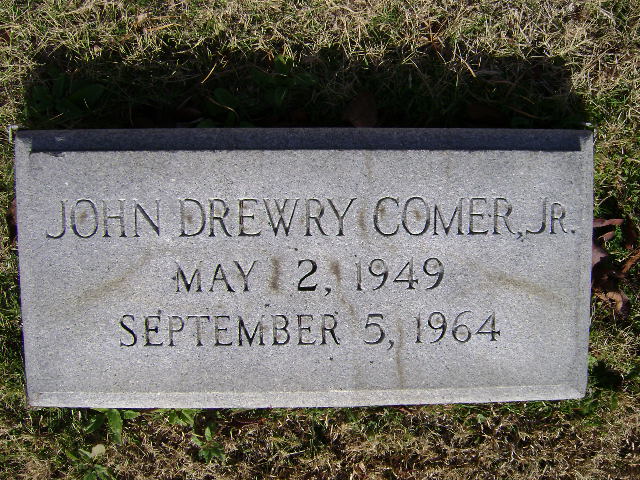 JOHN DREWRY COMER, JR.
MAY 2, 1949
SEPTEMBER 5, 1964